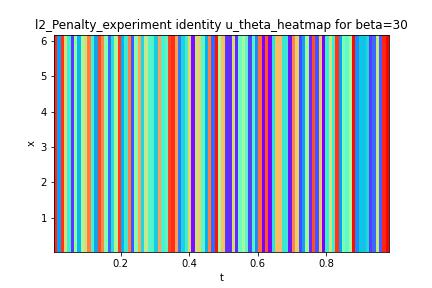 l2_Penalty_experiment identity u_theta_heatmap for beta=30
6
5
4
3
2
1
x
0.2 0.4 0.6 0.8
t